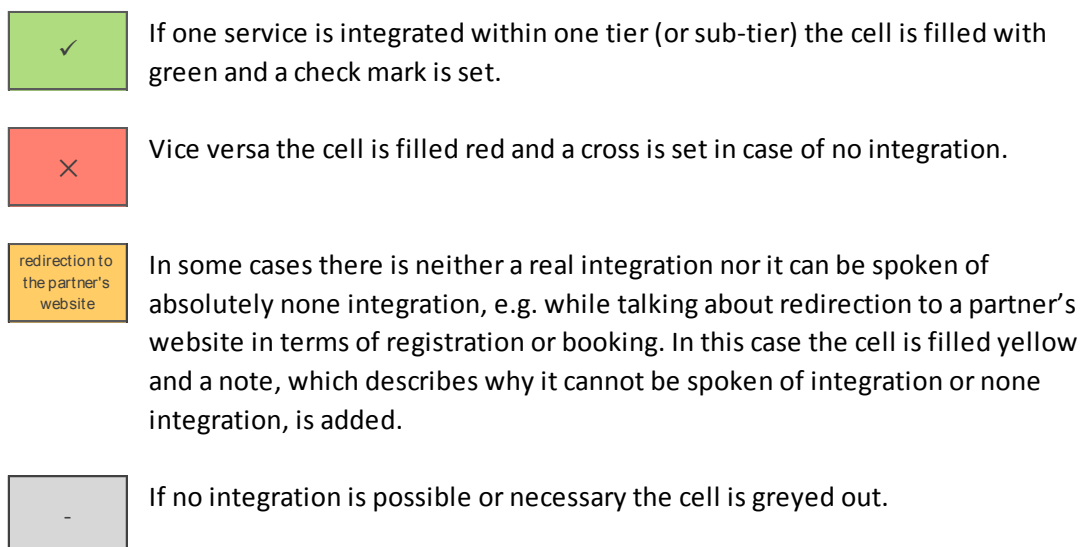 ✓
If one service is integrated within one tier (or sub-tier) the cell is filled with
green and a check mark is set.
×
Vice versa the cell is filled red and a cross is set in case of no integration.
redirection to
the partner's
website
In some cases there is neither a real integration nor it can be spoken of
absolutely none integration, e.g. while talking about redirection to a partner’s
website in terms of registration or booking. In this case the cell is filled yellow
and a note, which describes why it cannot be spoken of integration or none
integration, is added.
-
If no integration is possible or necessary the cell is greyed out.